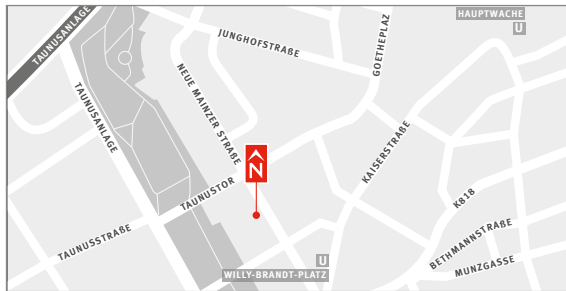 HAUPTWACHE
U
TAUNUSANLAGE
JUNGHOFSTRAßE
GOETHEPLAZ
NEUE MAINZER STRAßE
TAUNUSANLAGE
KAISERSTRAßE
N
TAUNUSTOR
K818
TAUNUSSTRAßE
BETHMANNSTRAßE
U
MUNZGASSE
WILLY-BRANDT-PLATZ